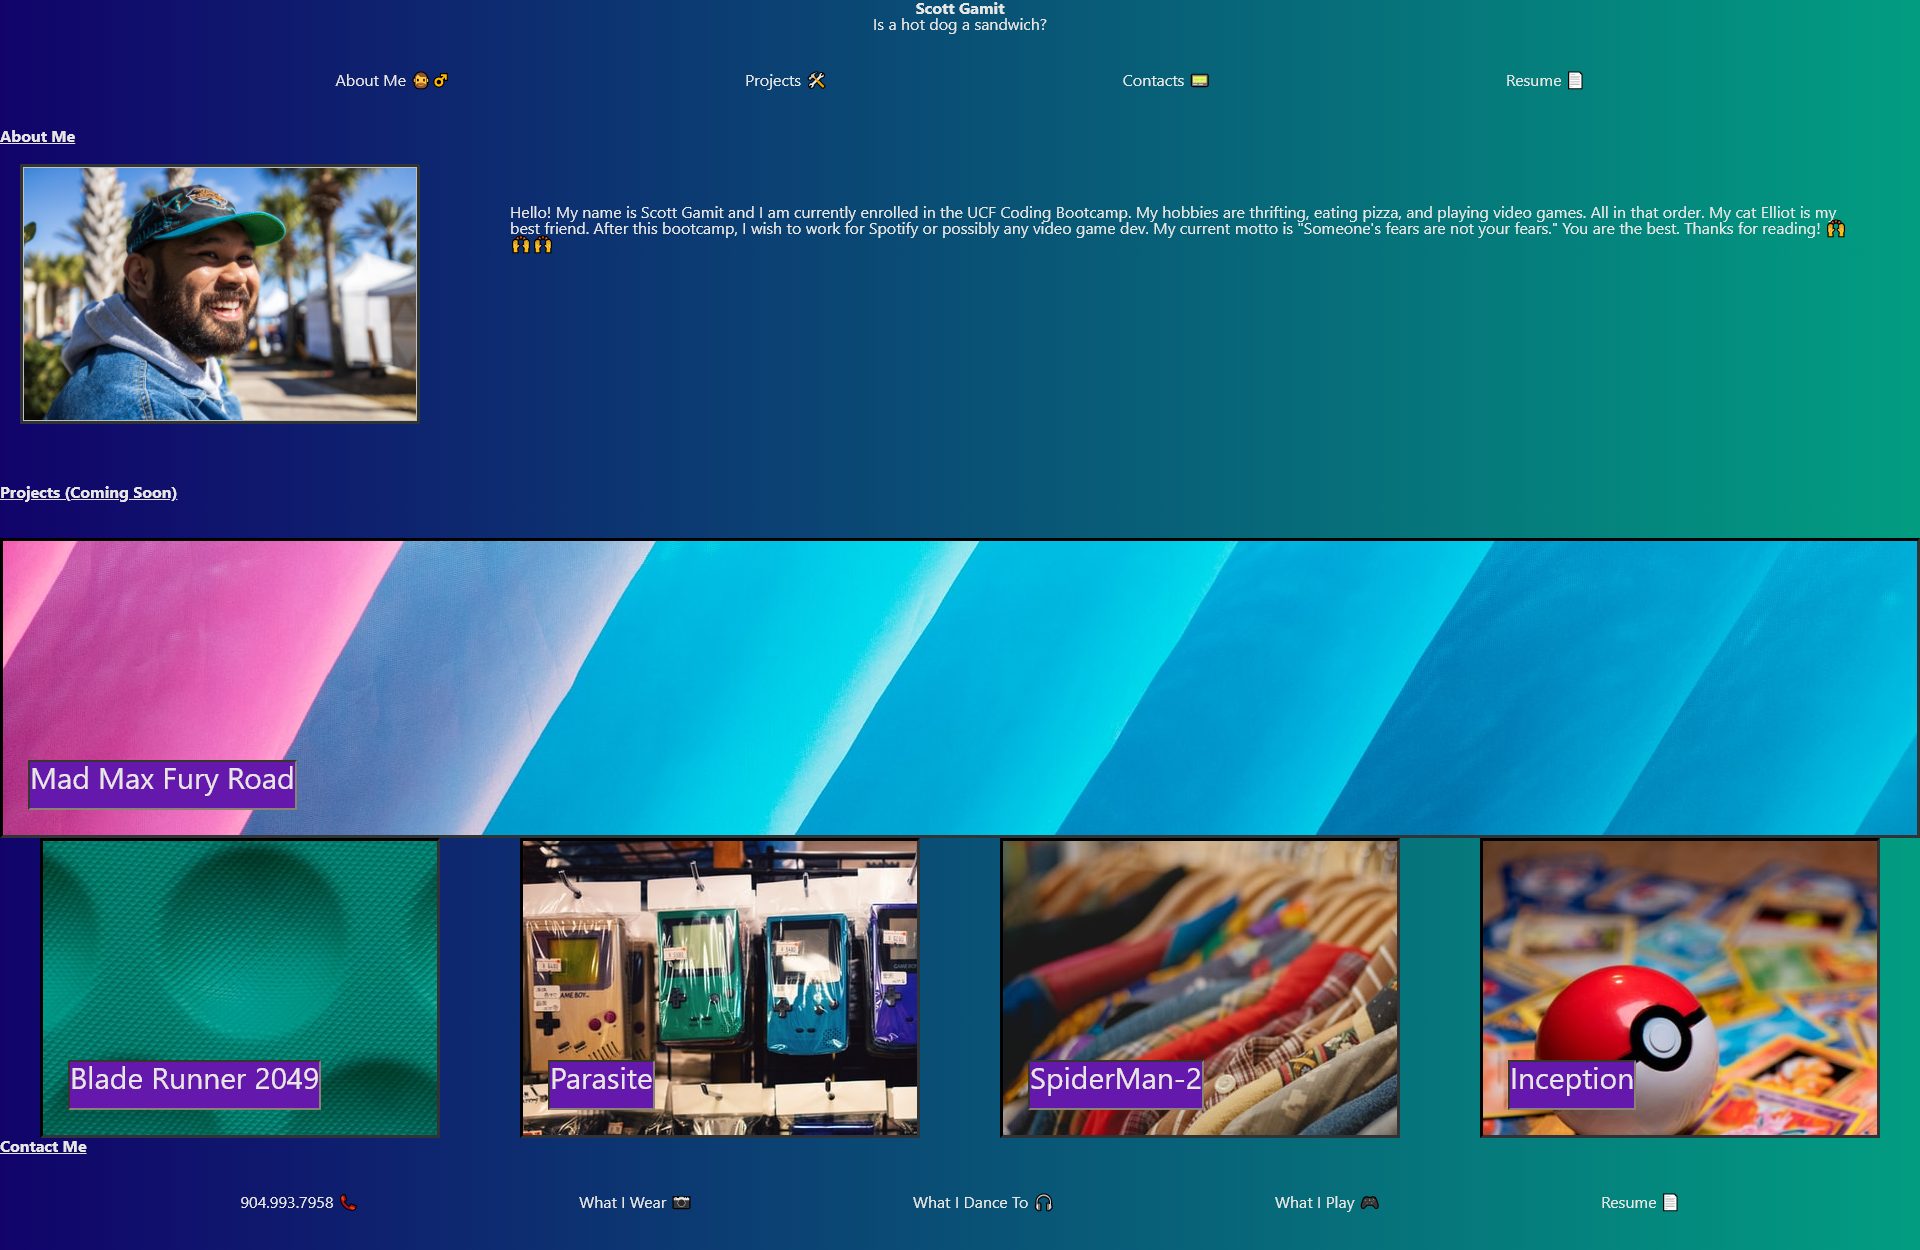 Scott Gamit
Is a hot dog a sandwich?
About Me 🧔♂
Projects 🛠
Contacts 📟
Resume 📄
About Me
Hello! My name is Scott Gamit and I am currently enrolled in the UCF Coding Bootcamp. My hobbies are thrifting, eating pizza, and playing video games. All in that order. My cat Elliot is my
best friend. After this bootcamp, I wish to work for Spotify or possibly any video game dev. My current motto is "Someone's fears are not your fears." You are the best. Thanks for reading! 🙌
🙌🙌
Projects (Coming Soon)
Mad Max Fury Road
GAME BOY
Blade Runner 2049
Parasite
SpiderMan-2
Inception
Contact Me
904.993.7958 📞
What I Wear 📷
What I Dance To 🎧
What I Play 🎮
Resume 📄